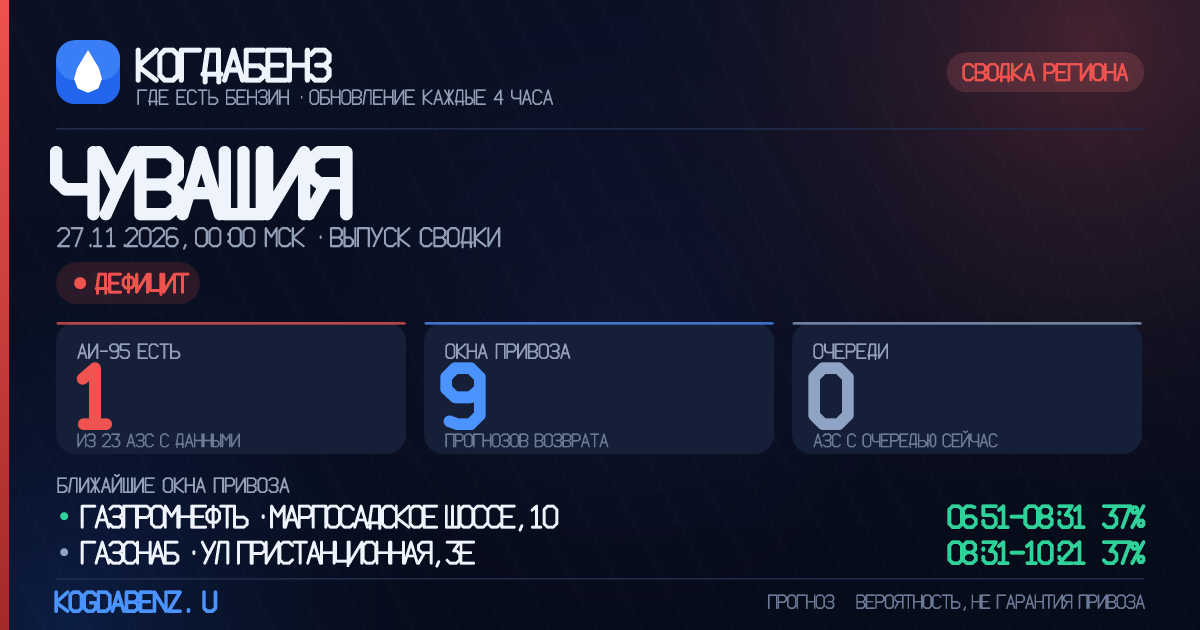 КОГДАБЕНЗ
ГДЕ ЕСТЬ БЕНЗИН · ОБНОВЛЕНИЕ КАЖДЫЕ 4 ЧАСА
СВОДКА РЕГИОНА
ЧУВАШИЯ
27.11.2026, 00:00 МСК · ВЫПУСК СВОДКИ
ДЕФИЦИТ
АИ-95 ЕСТЬ
1
ИЗ 23 АЗС С ДАННЫМИ
ОКНА ПРИВОЗА
9
ПРОГНОЗОВ ВОЗВРАТА
ОЧЕРЕДИ
0
АЗС С ОЧЕРЕДЬЮ СЕЙЧАС
БЛИЖАЙШИЕ ОКНА ПРИВОЗА
• ГАЗПРОМНЕФТЬ · МАРПОСАДСКОЕ ШОССЕ, 10 06:51–08:31 37%
• ГАЗСНАБ · УЛ ПРИСТАНЦИОННАЯ, 3Е 08:31–10:21 37%
KOGDABENZ. U
ПРОГНОЗ ВЕРОЯТНОСТЬ, НЕ ГАРАНТИЯ ПРИВОЗА